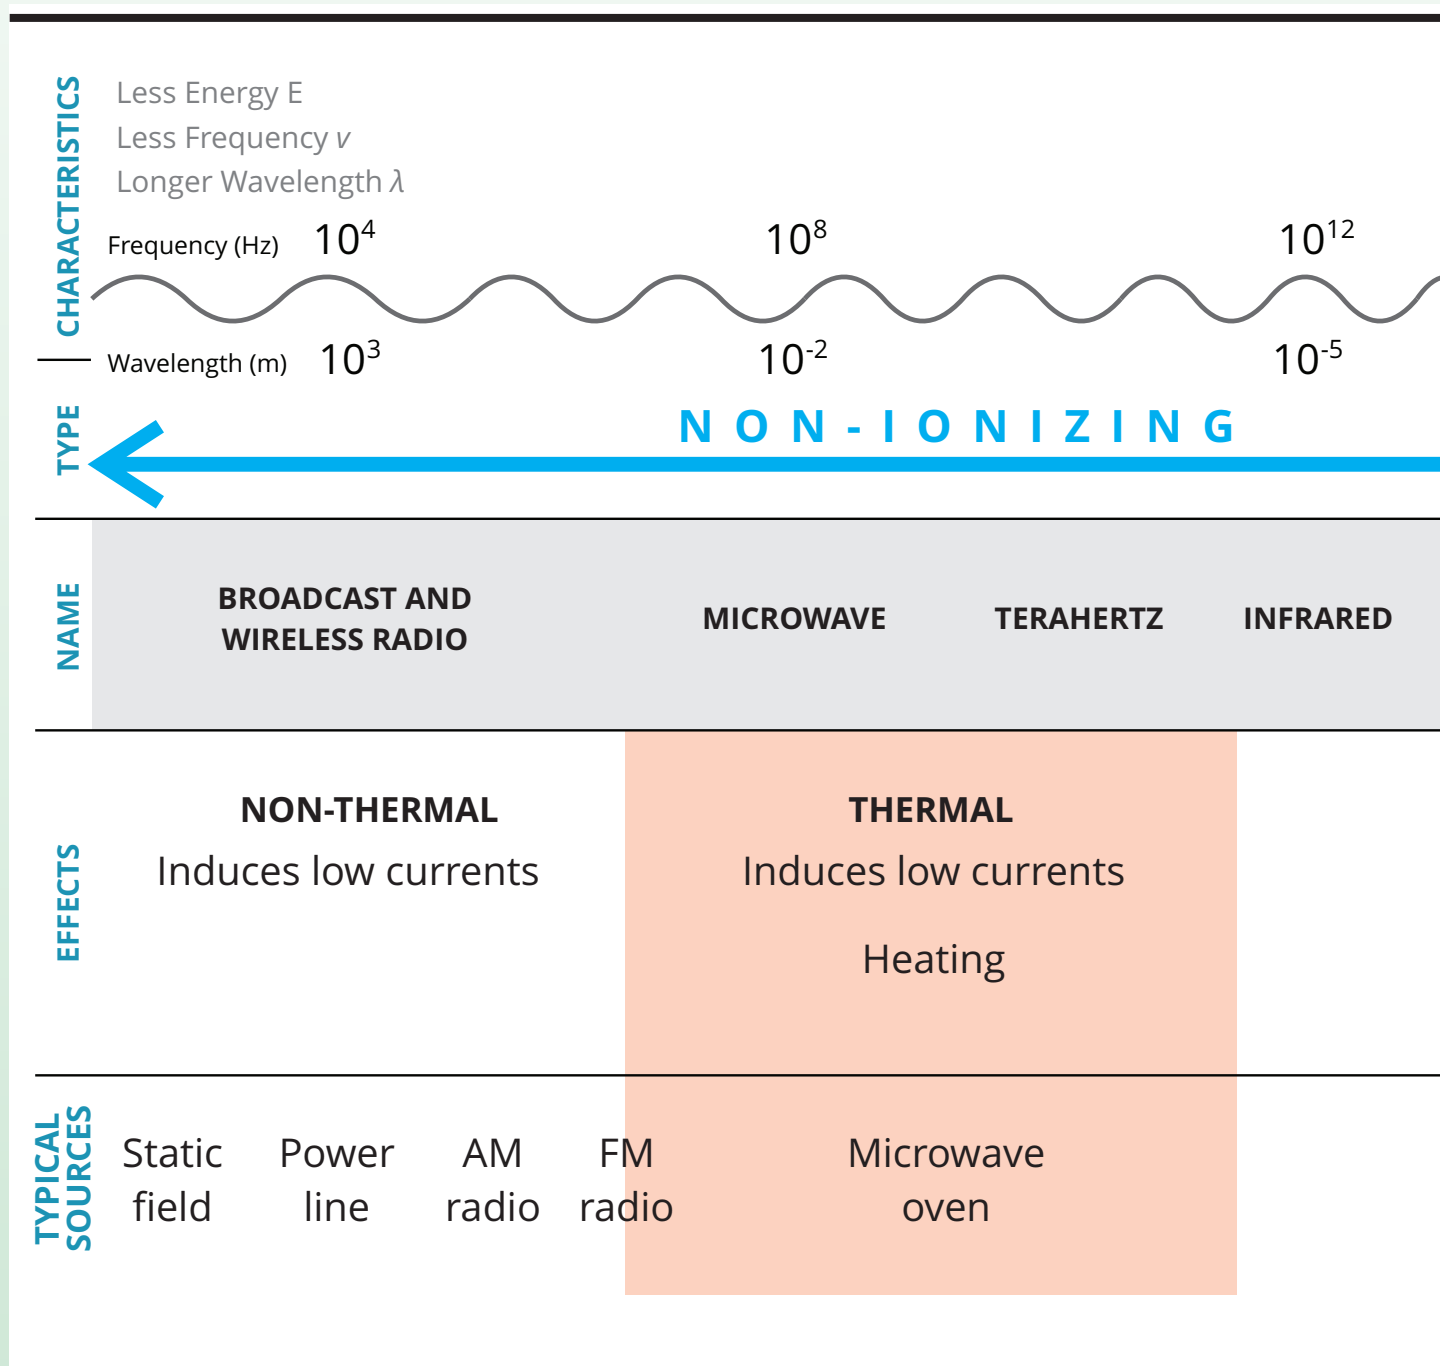 CHARACTERISTICS
Less Energy E
Less Frequency ν
Longer Wavelength λ
Frequency (Hz) 10⁴ 10⁸ 10¹²
Wavelength (m) 10³ 10⁻² 10⁻⁵
TYPE
NON-IONIZING
NAME
BROADCAST AND
WIRELESS RADIO
MICROWAVE
TERAHERTZ
INFRARED
EFFECTS
NON-THERMAL
Induces low currents
THERMAL
Induces low currents
Heating
TYPICAL
SOURCES
Static
field
Power
line
AM
radio
FM
radio
Microwave
oven